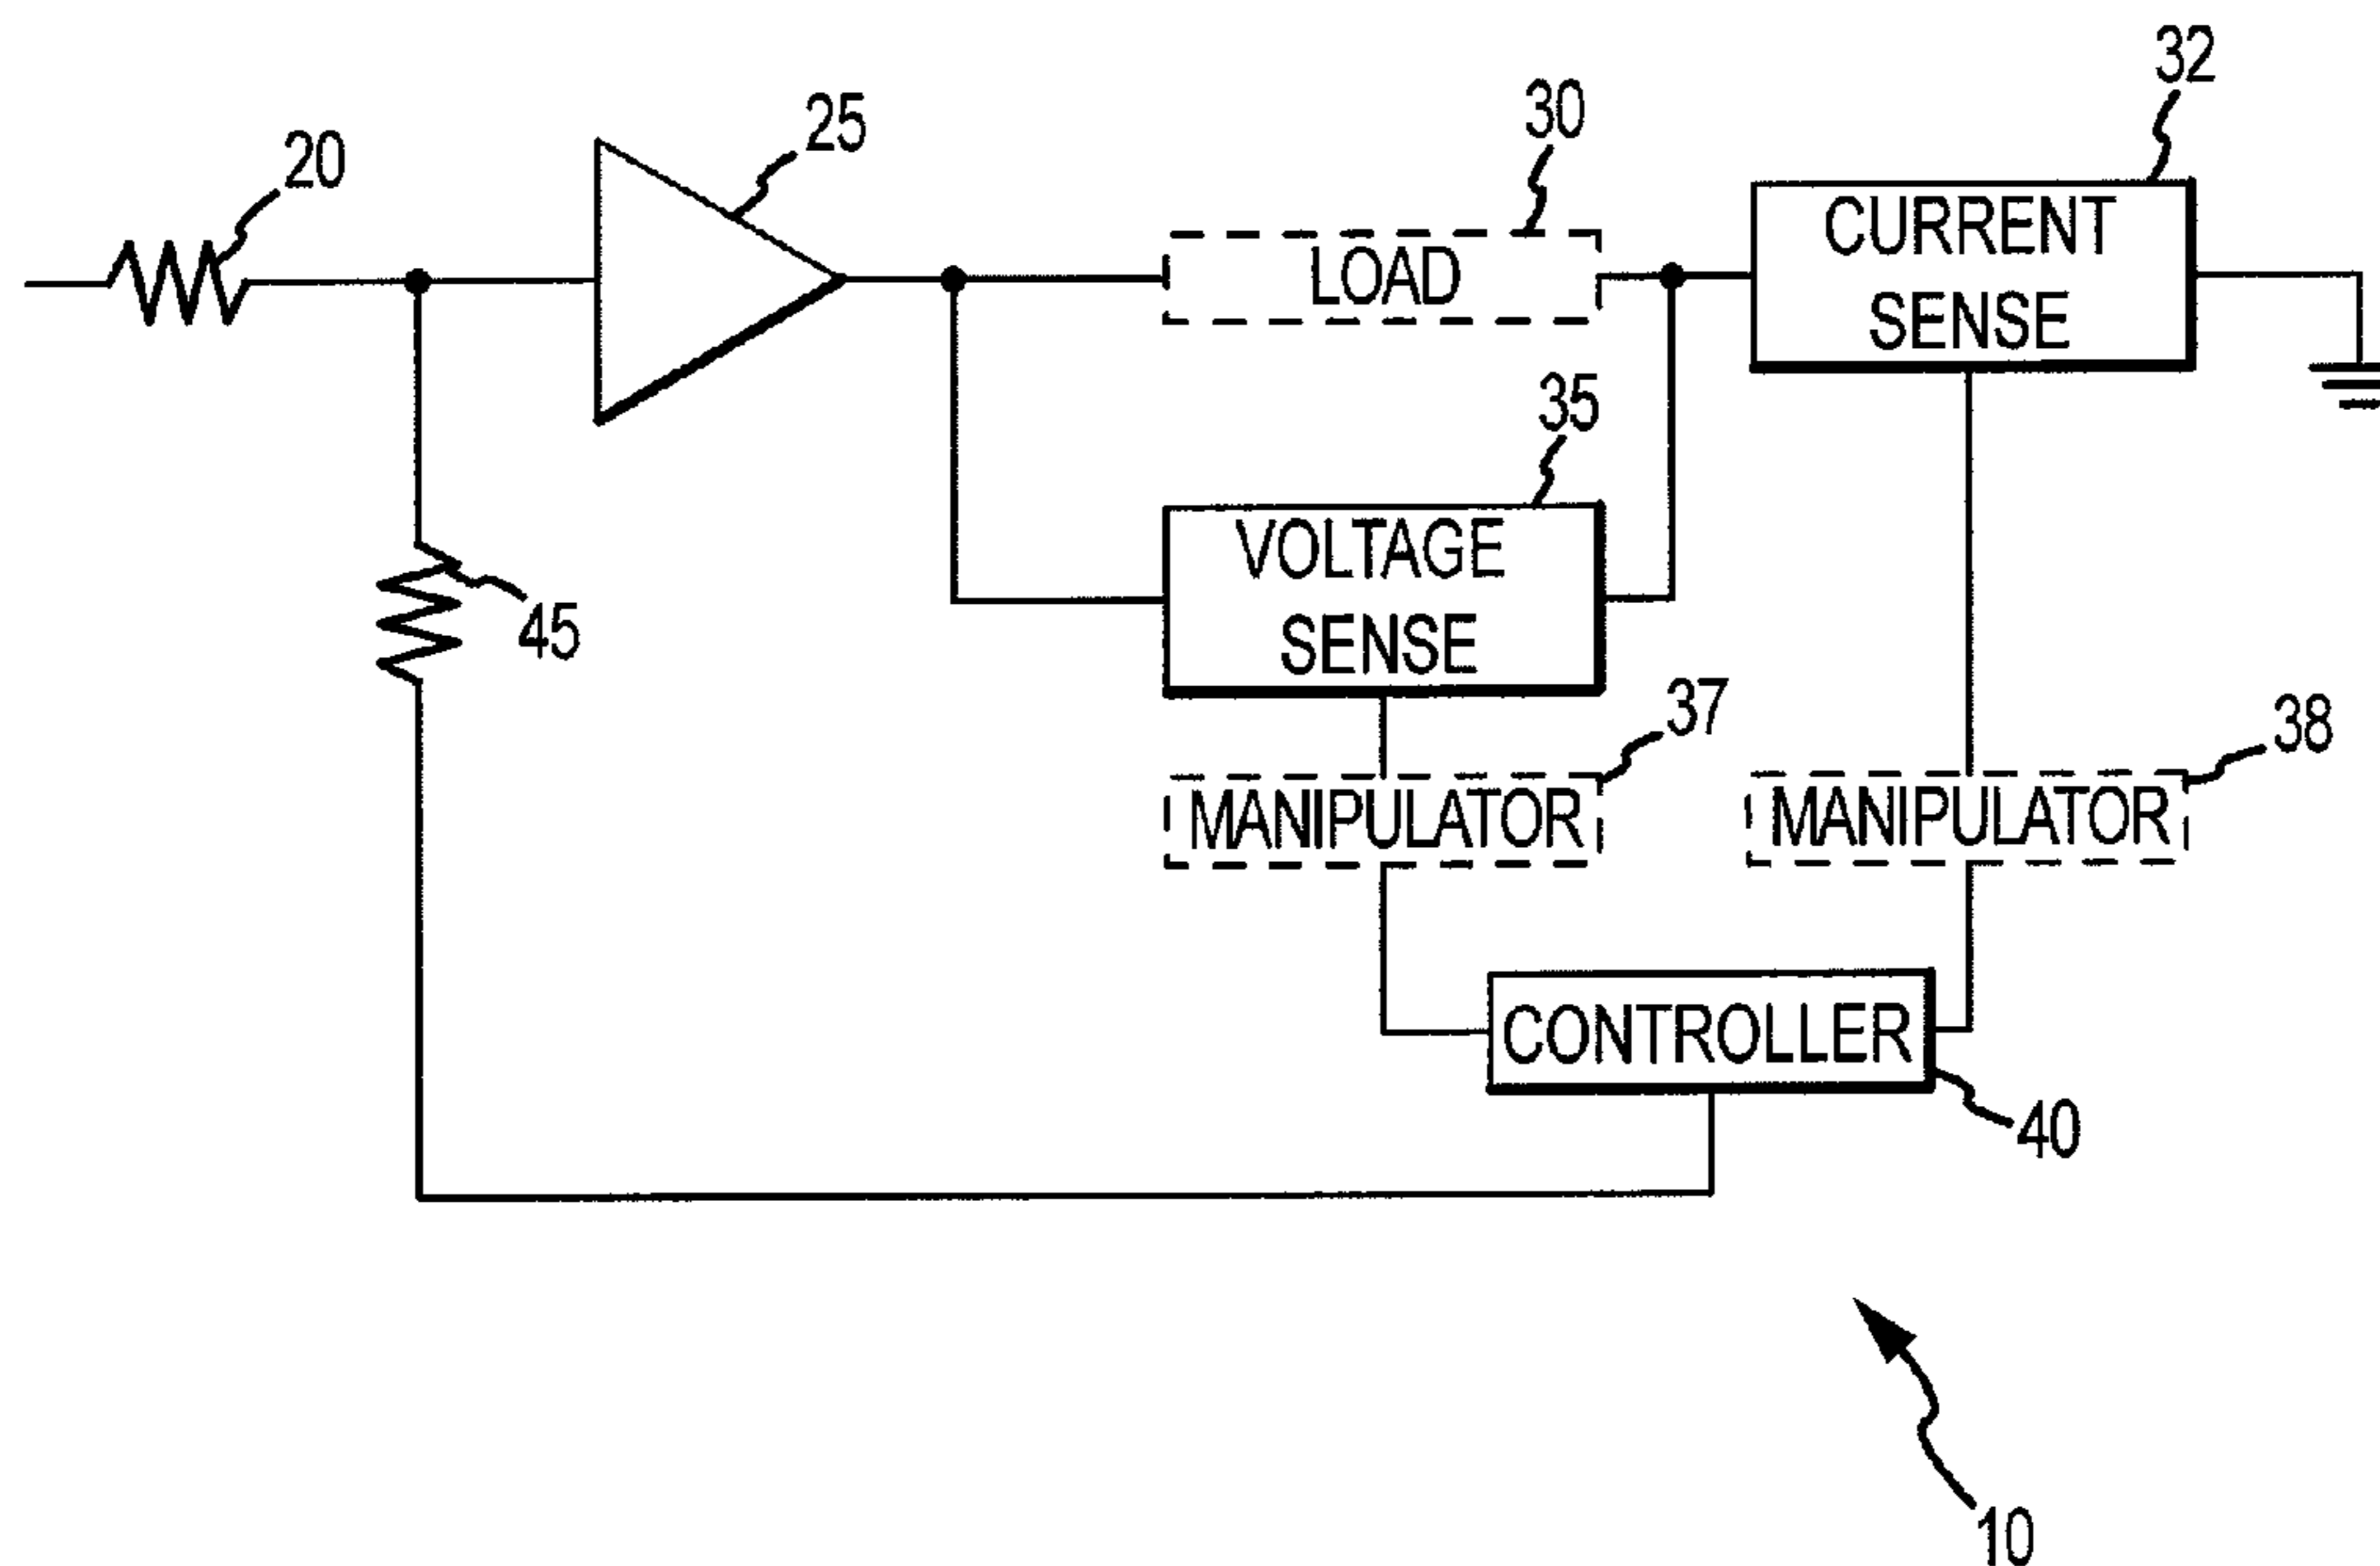 32
30
25
20
CURRENT
SENSE
LOAD
35
VOLTAGE
SENSE
45
37
38
MANIPULATOR
MANIPULATOR
CONTROLLER
40
10